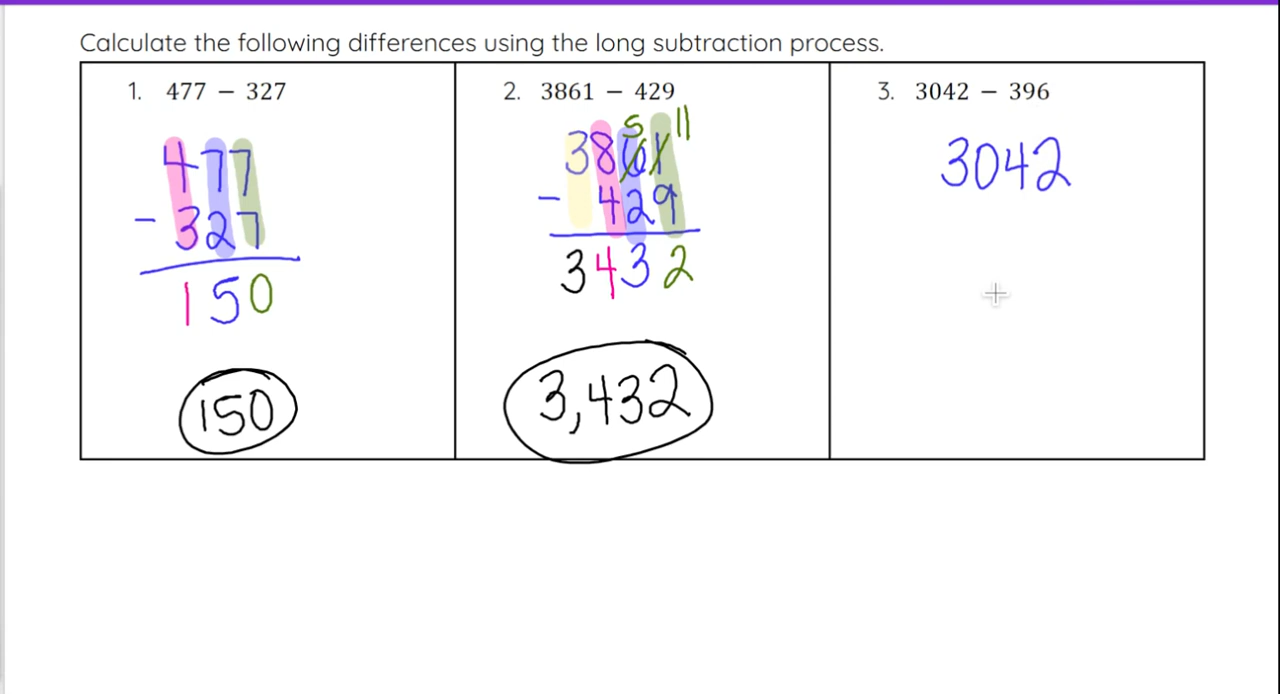 Calculate the following differences using the long subtraction process.
1. 477 − 327
477
− 327
150
150
2. 3861 − 429
5 11
3861
− 429
3432
3,432
3. 3042 − 396
3042